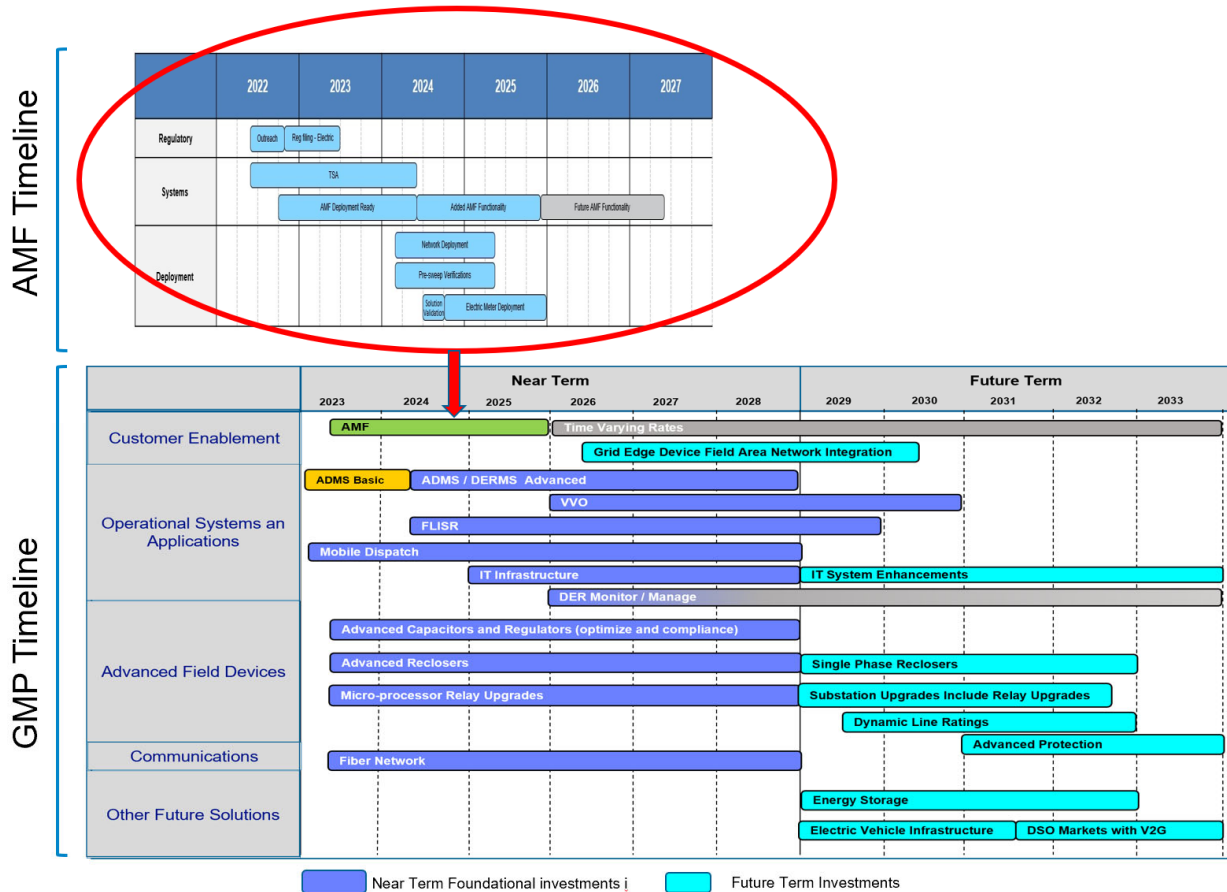 AMF Timeline
2022 2023 2024 2025 2026 2027
Regulatory
Outreach Reg filing - Electric
Systems
TSA
AMF Deployment Ready Added AMF Functionality Future AMF Functionality
Deployment
Network Deployment
Pre-sweep Verifications
Solution
Validation
Electric Meter Deployment
GMP Timeline
Near Term Future Term
2023 2024 2025 2026 2027 2028 2029 2030 2031 2032 2033
Customer Enablement
AMF Time Varying Rates
Grid Edge Device Field Area Network Integration
Operational Systems an
Applications
ADMS Basic ADMS / DERMS Advanced
VVO
FLISR
Mobile Dispatch
IT Infrastructure IT System Enhancements
DER Monitor / Manage
Advanced Field Devices
Advanced Capacitors and Regulators (optimize and compliance)
Advanced Reclosers Single Phase Reclosers
Micro-processor Relay Upgrades Substation Upgrades Include Relay Upgrades
Dynamic Line Ratings
Advanced Protection
Communications
Fiber Network
Other Future Solutions
Energy Storage
Electric Vehicle Infrastructure DSO Markets with V2G
Near Term Foundational investments i Future Term Investments